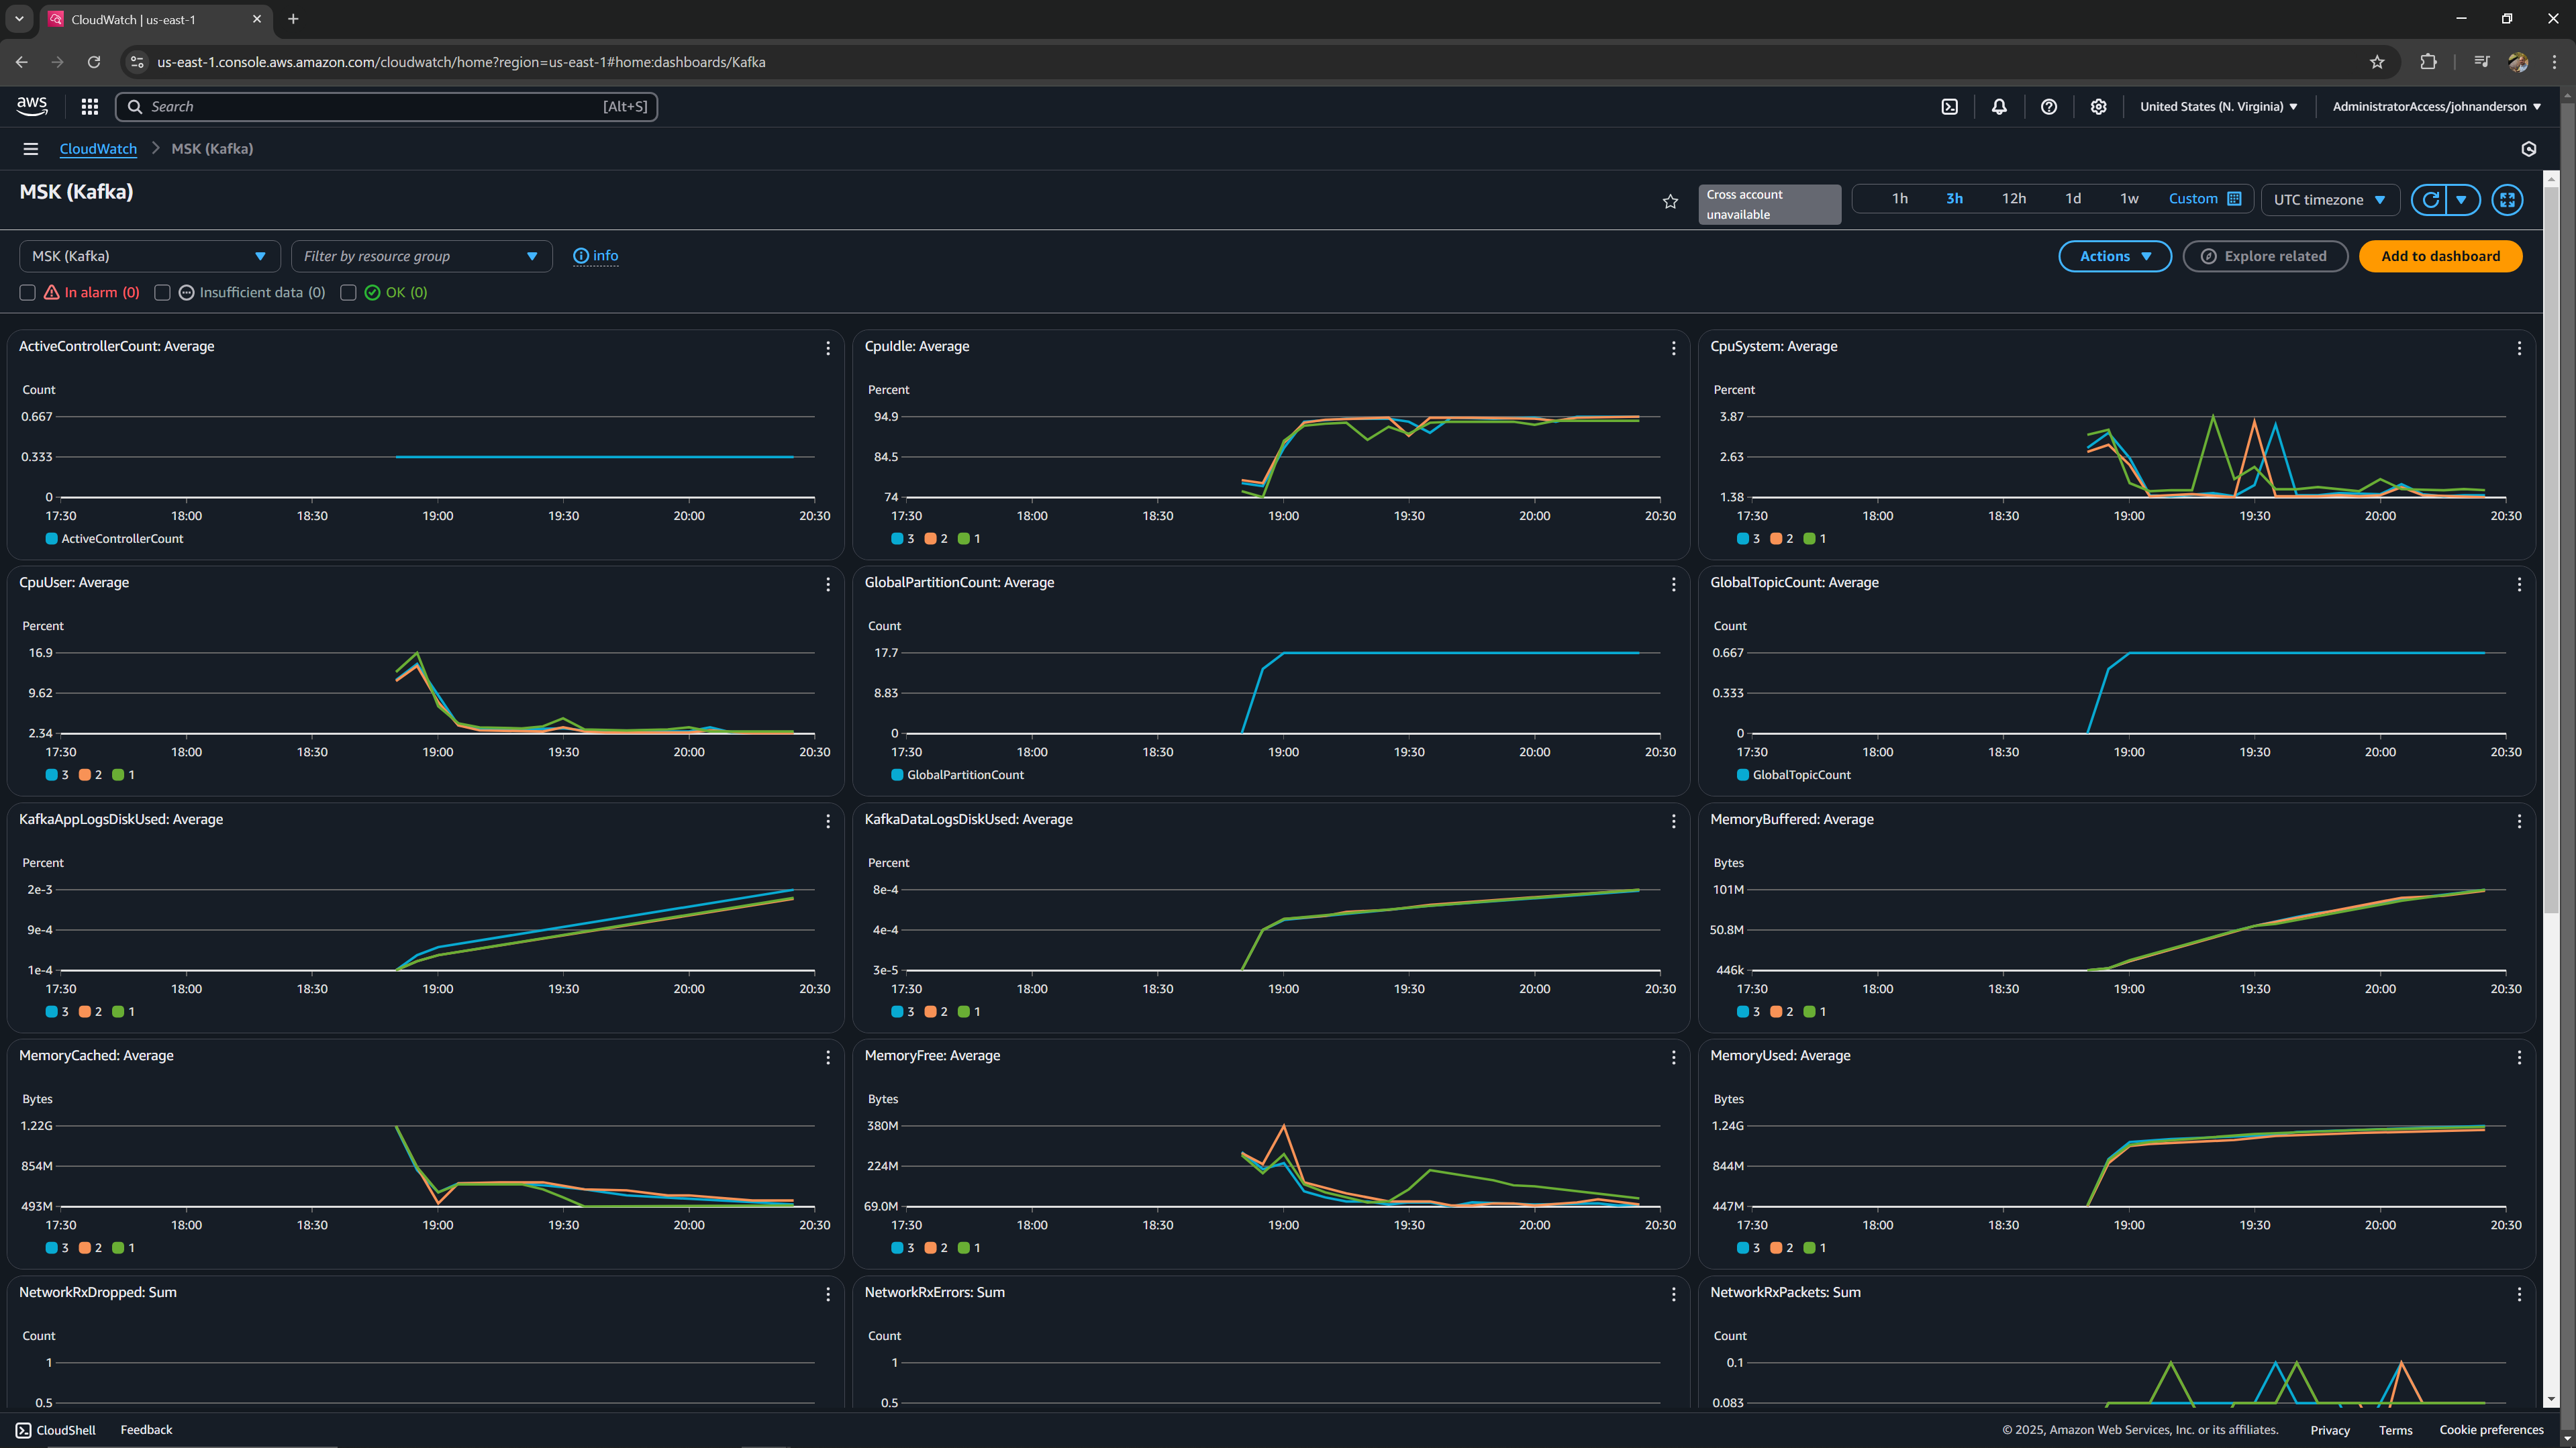 CloudWatch | us-east-1
us-east-1.console.aws.amazon.com/cloudwatch/home?region=us-east-1#home:dashboards/Kafka
aws Search [Alt+S] United States (N. Virginia) AdministratorAccess/johnanderson
CloudWatch MSK (Kafka)
MSK (Kafka)
Cross account
unavailable
1h 3h 12h 1d 1w Custom UTC timezone
MSK (Kafka) Filter by resource group info Actions Explore related Add to dashboard
In alarm (0) Insufficient data (0) OK (0)
ActiveControllerCount: Average
Count
0.667
0.333
0
17:30 18:00 18:30 19:00 19:30 20:00 20:30
ActiveControllerCount
CpuIdle: Average
Percent
94.9
84.5
74
17:30 18:00 18:30 19:00 19:30 20:00 20:30
3 2 1
CpuSystem: Average
Percent
3.87
2.63
1.38
17:30 18:00 18:30 19:00 19:30 20:00 20:30
3 2 1
CpuUser: Average
Percent
16.9
9.62
2.34
17:30 18:00 18:30 19:00 19:30 20:00 20:30
3 2 1
GlobalPartitionCount: Average
Count
17.7
8.83
0
17:30 18:00 18:30 19:00 19:30 20:00 20:30
GlobalPartitionCount
GlobalTopicCount: Average
Count
0.667
0.333
0
17:30 18:00 18:30 19:00 19:30 20:00 20:30
GlobalTopicCount
KafkaAppLogsDiskUsed: Average
Percent
2e-3
9e-4
1e-4
17:30 18:00 18:30 19:00 19:30 20:00 20:30
3 2 1
KafkaDataLogsDiskUsed: Average
Percent
8e-4
4e-4
3e-5
17:30 18:00 18:30 19:00 19:30 20:00 20:30
3 2 1
MemoryBuffered: Average
Bytes
101M
50.8M
446k
17:30 18:00 18:30 19:00 19:30 20:00 20:30
3 2 1
MemoryCached: Average
Bytes
1.22G
854M
493M
17:30 18:00 18:30 19:00 19:30 20:00 20:30
3 2 1
MemoryFree: Average
Bytes
380M
224M
69.0M
17:30 18:00 18:30 19:00 19:30 20:00 20:30
3 2 1
MemoryUsed: Average
Bytes
1.24G
844M
447M
17:30 18:00 18:30 19:00 19:30 20:00 20:30
3 2 1
NetworkRxDropped: Sum
Count
1
0.5
NetworkRxErrors: Sum
Count
1
0.5
NetworkRxPackets: Sum
Count
0.1
0.083
CloudShell Feedback © 2025, Amazon Web Services, Inc. or its affiliates. Privacy Terms Cookie preferences